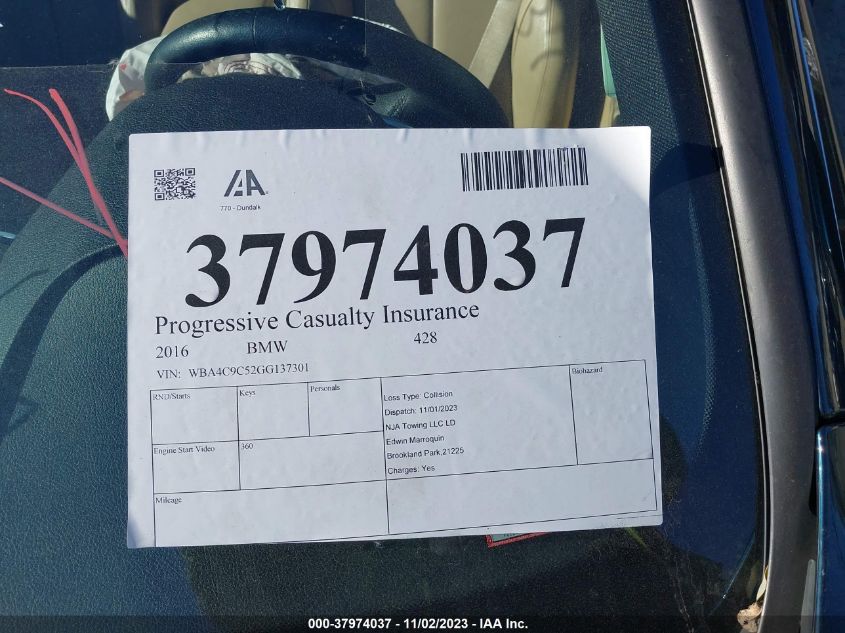 IAA
770 - Dundalk
37974037
Progressive Casualty Insurance
2016 BMW 428
VIN: WBA4C9C52GG137301
RND/Starts Keys Personals
Loss Type: Collision
Dispatch: 11/01/2023
NJA Towing LLC LD
Edwin Marroquin
Brookland Park,21225
Charges: Yes
Biohazard
Engine Start Video 360
Mileage
000-37974037 - 11/02/2023 - IAA Inc.